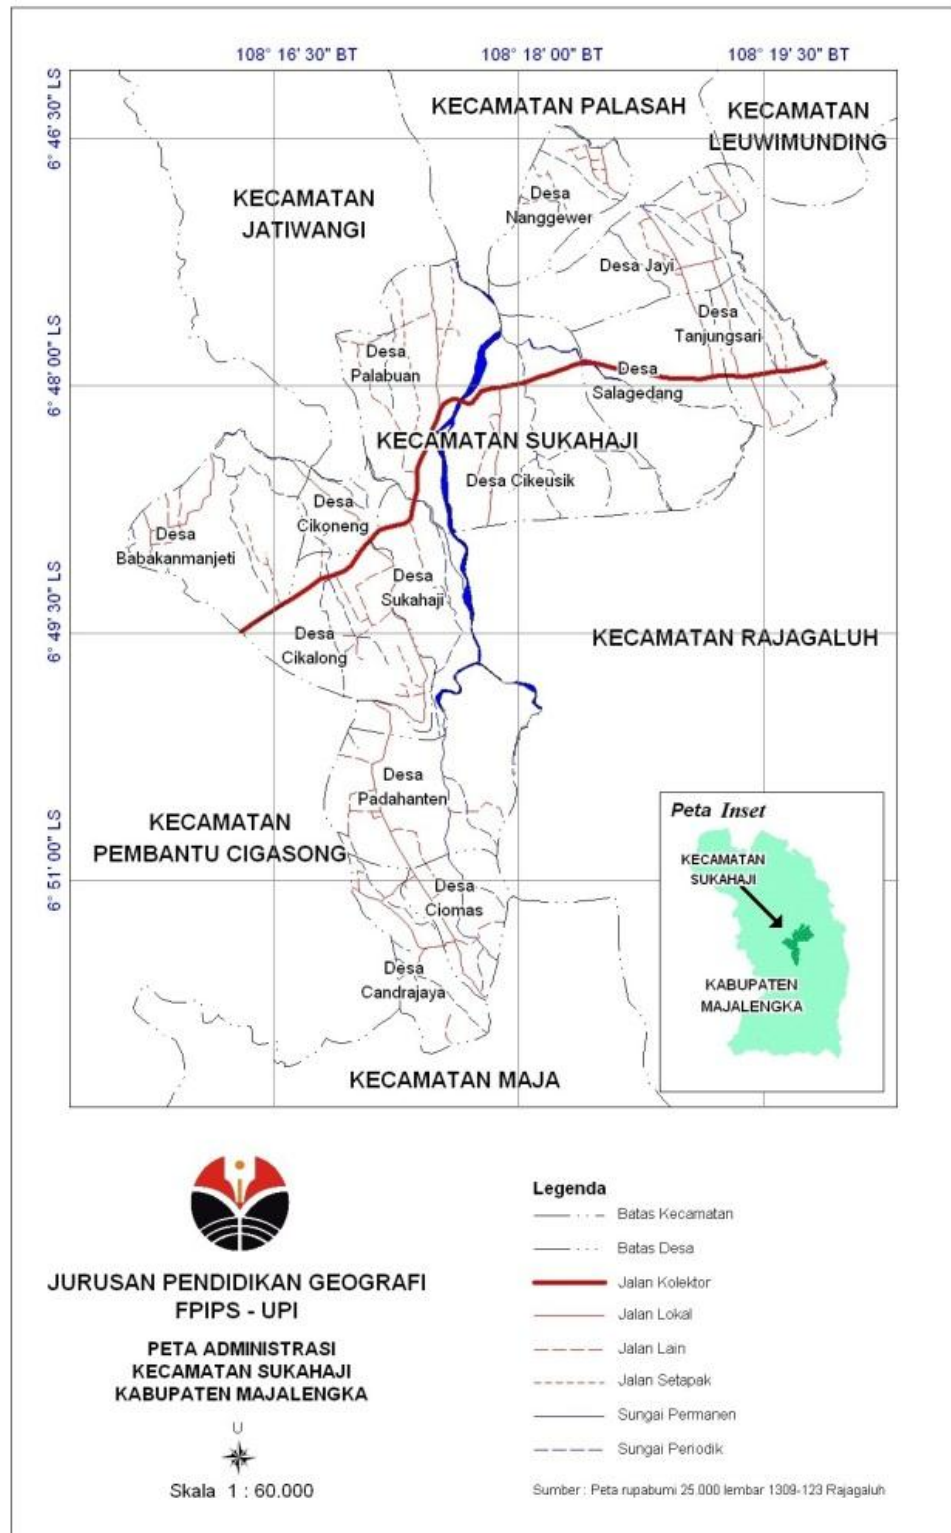 108° 16' 30" BT
108° 18' 00" BT
108° 19' 30" BT
6° 46' 30" LS
6° 48' 00" LS
6° 49' 30" LS
6° 51' 00" LS
KECAMATAN PALASAH
KECAMATAN
LEUWIMUNDING
KECAMATAN
JATIWANGI
Desa
Nanggewer
Desa Jayi
Desa
Tanjungsari
Desa
Palabuan
Desa
Salagedang
KECAMATAN SUKAHAJI
Desa Cikeusik
Desa
Cikoneng
Desa
Babakanmanjeti
Desa
Sukahaji
Desa
Cikalong
KECAMATAN RAJAGALUH
Desa
Padahanten
KECAMATAN
PEMBANTU CIGASONG
Desa
Ciomas
Desa
Candrajaya
KECAMATAN MAJA
Peta Inset
KECAMATAN
SUKAHAJI
KABUPATEN
MAJALENGKA
JURUSAN PENDIDIKAN GEOGRAFI
FPIPS - UPI
PETA ADMINISTRASI
KECAMATAN SUKAHAJI
KABUPATEN MAJALENGKA
U
Skala 1 : 60.000
Legenda
Batas Kecamatan
Batas Desa
Jalan Kolektor
Jalan Lokal
Jalan Lain
Jalan Setapak
Sungai Permanen
Sungai Periodik
Sumber : Peta rupabumi 25.000 lembar 1309-123 Rajagaluh